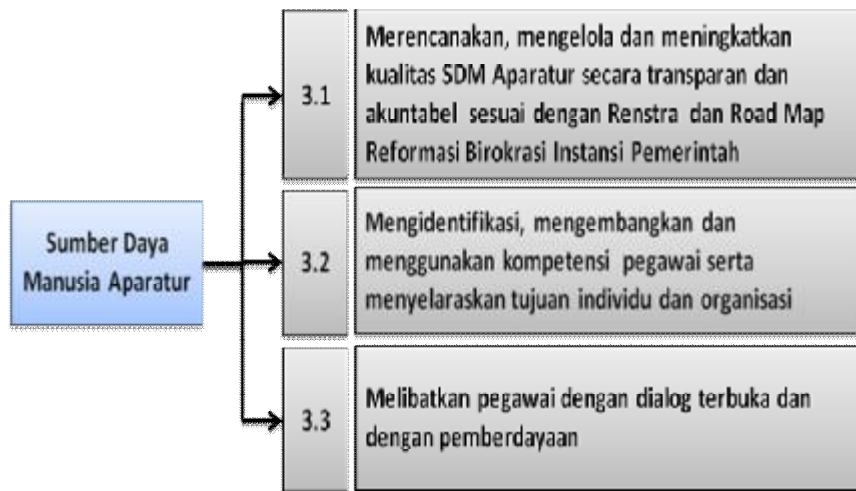 Sumber Daya
Manusia Aparatur
3.1
Merencanakan, mengelola dan meningkatkan
kualitas SDM Aparatur secara transparan dan
akuntabel sesuai dengan Renstra dan Road Map
Reformasi Birokrasi Instansi Pemerintah
3.2
Mengidentifikasi, mengembangkan dan
menggunakan kompetensi pegawai serta
menyelaraskan tujuan individu dan organisasi
3.3
Melibatkan pegawai dengan dialog terbuka dan
dengan pemberdayaan